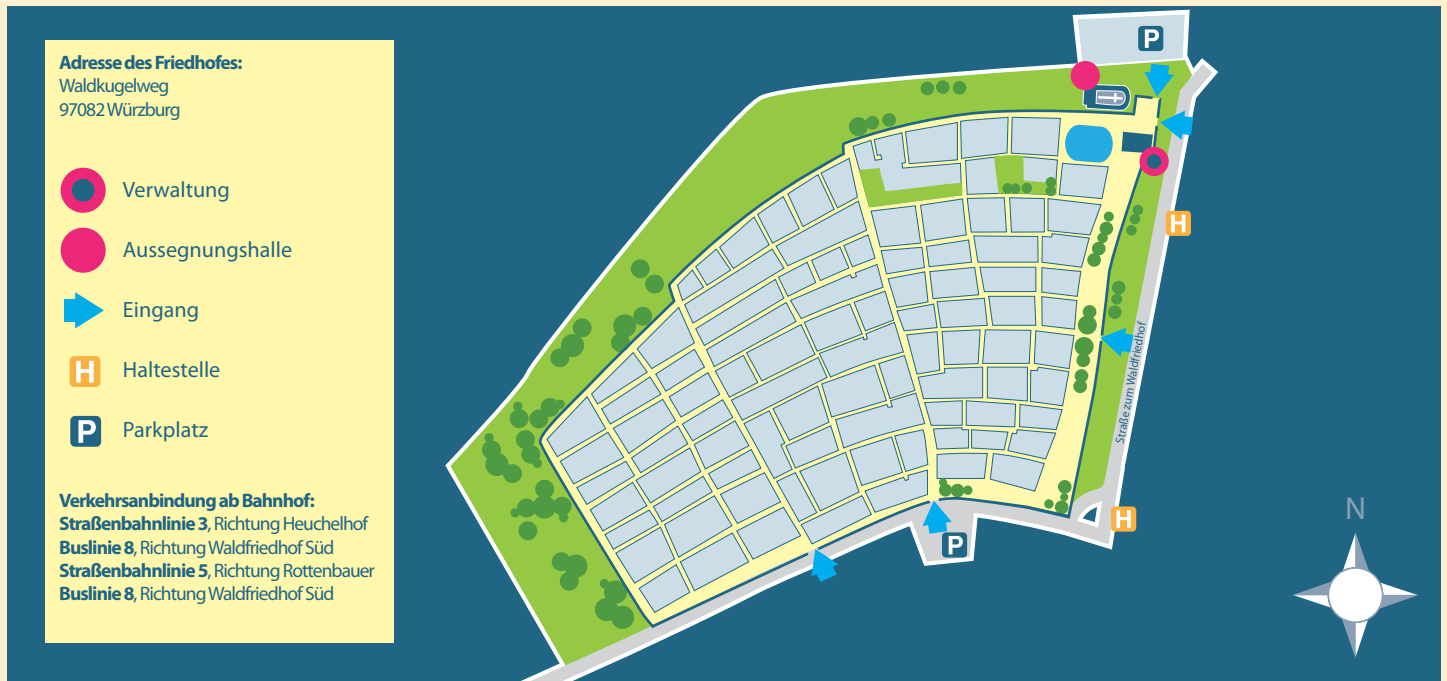 Adresse des Friedhofes:
Waldkugelweg
97082 Würzburg
Verwaltung
Aussegnungshalle
Eingang
H Haltestelle
P Parkplatz
Verkehrsanbindung ab Bahnhof:
Straßenbahnlinie 3, Richtung Heuchelhof
Buslinie 8, Richtung Waldfriedhof Süd
Straßenbahnlinie 5, Richtung Rottenbauer
Buslinie 8, Richtung Waldfriedhof Süd
P
H
Straße zum Waldfriedhof
H
P
N